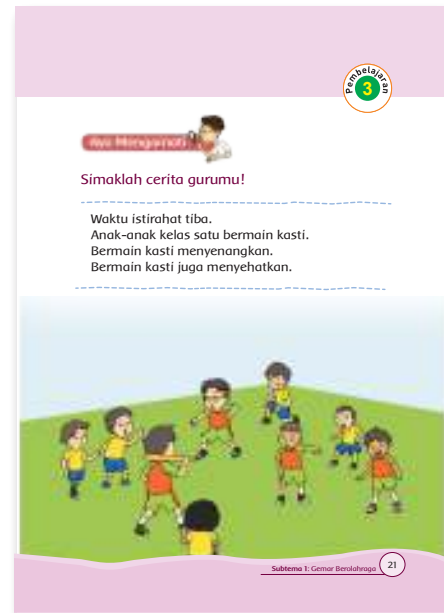 Pembelajaran
3
Ayo Mengamati
Simaklah cerita gurumu!
Waktu istirahat tiba.
Anak-anak kelas satu bermain kasti.
Bermain kasti menyenangkan.
Bermain kasti juga menyehatkan.
Subtema 1: Gemar Berolahraga
21